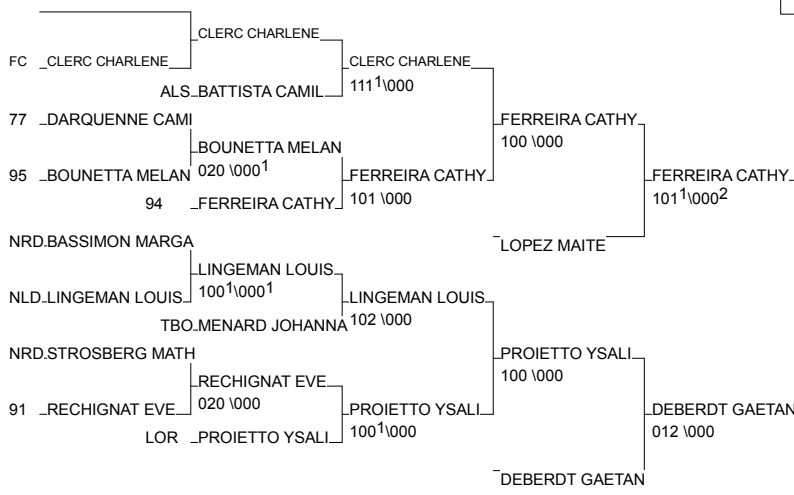 CLERC CHARLENE
FC CLERC CHARLENE CLERC CHARLENE
ALS BATTISTA CAMIL 111¹\000
77 DARQUENNE CAMI FERREIRA CATHY
BOUNETTA MELAN 100 \000
95 BOUNETTA MELAN 020 \000¹ FERREIRA CATHY FERREIRA CATHY
94 FERREIRA CATHY 101 \000 101¹\000²
NRD BASSIMON MARGA LOPEZ MAITE
LINGEMAN LOUIS
NLD LINGEMAN LOUIS 100¹\000¹ LINGEMAN LOUIS
TBO MENARD JOHANNA 102 \000
NRD STROSBERG MATH PROIETTO YSALI
RECHIGNAT EVE 100 \000
91 RECHIGNAT EVE 020 \000 PROIETTO YSALI DEBERDT GAETAN
LOR PROIETTO YSALI 100¹\000 012 \000
DEBERDT GAETAN